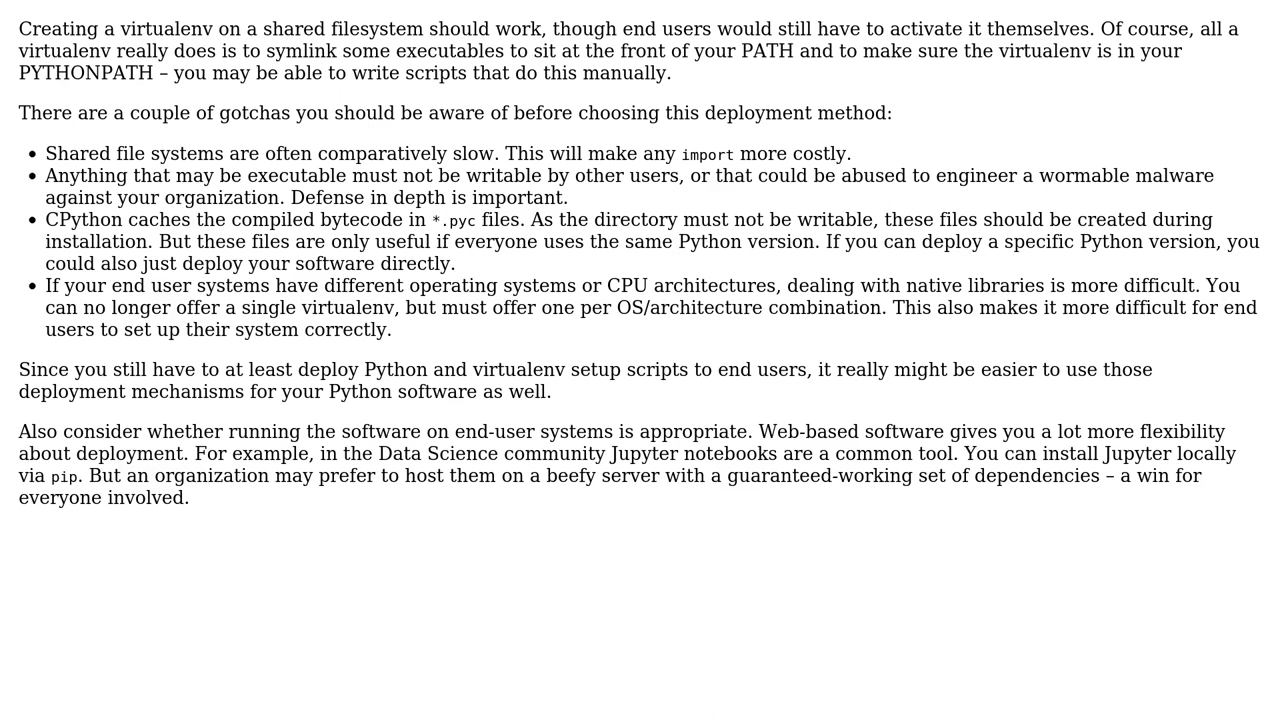 Creating a virtualenv on a shared filesystem should work, though end users would still have to activate it themselves. Of course, all a
virtualenv really does is to symlink some executables to sit at the front of your PATH and to make sure the virtualenv is in your
PYTHONPATH – you may be able to write scripts that do this manually.
There are a couple of gotchas you should be aware of before choosing this deployment method:
• Shared file systems are often comparatively slow. This will make any import more costly.
• Anything that may be executable must not be writable by other users, or that could be abused to engineer a wormable malware
against your organization. Defense in depth is important.
• CPython caches the compiled bytecode in *.pyc files. As the directory must not be writable, these files should be created during
installation. But these files are only useful if everyone uses the same Python version. If you can deploy a specific Python version, you
could also just deploy your software directly.
• If your end user systems have different operating systems or CPU architectures, dealing with native libraries is more difficult. You
can no longer offer a single virtualenv, but must offer one per OS/architecture combination. This also makes it more difficult for end
users to set up their system correctly.
Since you still have to at least deploy Python and virtualenv setup scripts to end users, it really might be easier to use those
deployment mechanisms for your Python software as well.
Also consider whether running the software on end-user systems is appropriate. Web-based software gives you a lot more flexibility
about deployment. For example, in the Data Science community Jupyter notebooks are a common tool. You can install Jupyter locally
via pip. But an organization may prefer to host them on a beefy server with a guaranteed-working set of dependencies – a win for
everyone involved.